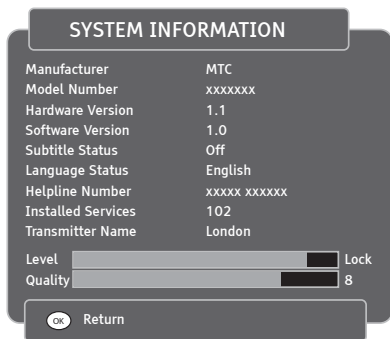 SYSTEM INFORMATION
Manufacturer MTC
Model Number xxxxxxx
Hardware Version 1.1
Software Version 1.0
Subtitle Status Off
Language Status English
Helpline Number xxxxx xxxxxx
Installed Services 102
Transmitter Name London
Level Lock
Quality 8
OK Return